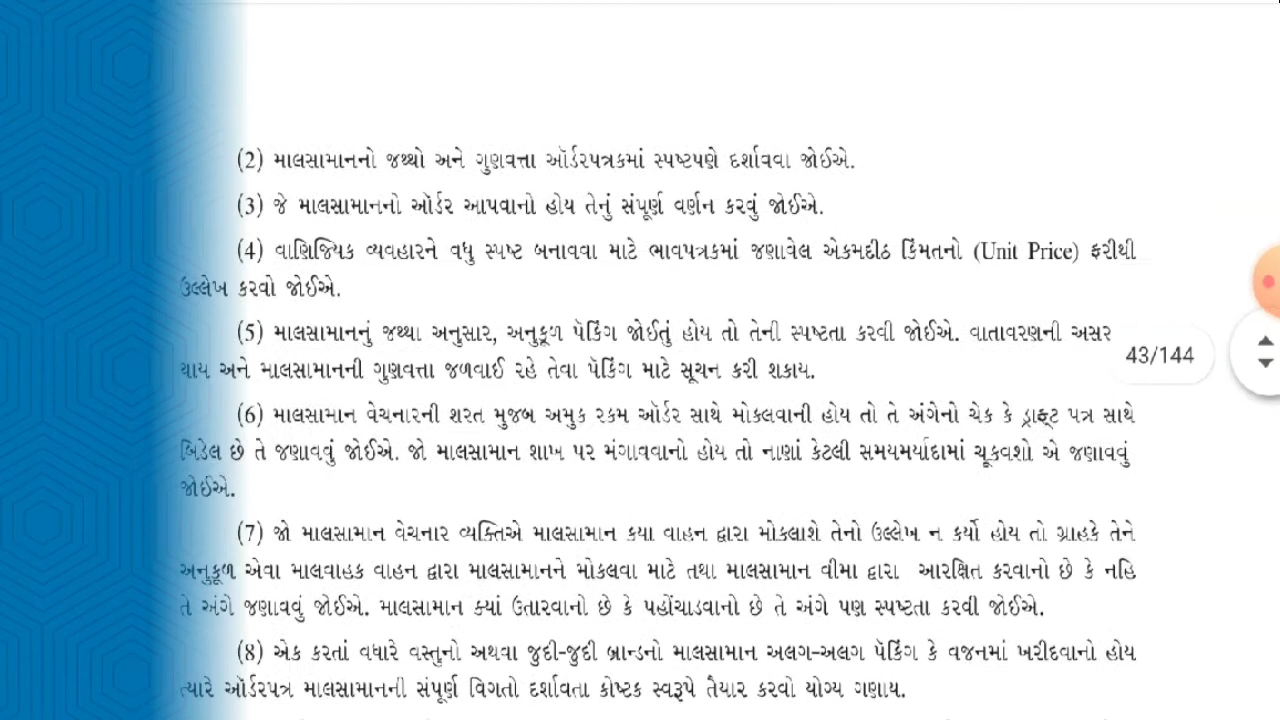 (2) માલસામાનનો જથ્થો અને ગુણવત્તા ઑર્ડરપત્રકમાં સ્પષ્ટપણે દર્શાવવા જોઈએ.
(3) જે માલસામાનનો ઑર્ડર આપવાનો હોય તેનું સંપૂર્ણ વર્ણન કરવું જોઈએ.
(4) વાણિજ્યિક વ્યવહારને વધુ સ્પષ્ટ બનાવવા માટે ભાવપત્રકમાં જણાવેલ એકમદીઠ કિંમતનો (Unit Price) ફરીથી
ઉલ્લેખ કરવો જોઈએ.
(5) માલસામાનનું જથ્થા અનુસાર, અનુકૂળ પૅકિંગ જોઈતું હોય તો તેની સ્પષ્ટતા કરવી જોઈએ. વાતાવરણની અસર
43/144
થાય અને માલસામાનની ગુણવત્તા જળવાઈ રહે તેવા પૅકિંગ માટે સૂચન કરી શકાય.
(6) માલસામાન વેચનારની શરત મુજબ અમુક રકમ ઑર્ડર સાથે મોકલવાની હોય તો તે અંગેનો ચેક કે ડ્રાફ્ટ પત્ર સાથે
બિડેલ છે તે જણાવવું જોઈએ. જો માલસામાન શાખ પર મંગાવવાનો હોય તો નાણાં કેટલી સમયમર્યાદામાં ચૂકવશો એ જણાવવું
જોઈએ.
(7) જો માલસામાન વેચનાર વ્યક્તિએ માલસામાન કયા વાહન દ્વારા મોકલાશે તેનો ઉલ્લેખ ન કર્યો હોય તો ગ્રાહકે તેને
અનુકૂળ એવા માલવાહક વાહન દ્વારા માલસામાનને મોકલવા માટે તથા માલસામાન વીમા દ્વારા આરક્ષિત કરવાનો છે કે નહિ
તે અંગે જણાવવું જોઈએ. માલસામાન ક્યાં ઉતારવાનો છે કે પહોંચાડવાનો છે તે અંગે પણ સ્પષ્ટતા કરવી જોઈએ.
(8) એક કરતાં વધારે વસ્તુનો અથવા જુદી-જુદી બ્રાન્ડનો માલસામાન અલગ-અલગ પૅકિંગ કે વજનમાં ખરીદવાનો હોય
ત્યારે ઑર્ડરપત્ર માલસામાનની સંપૂર્ણ વિગતો દર્શાવતા કોષ્ટક સ્વરૂપે તૈયાર કરવો યોગ્ય ગણાય.